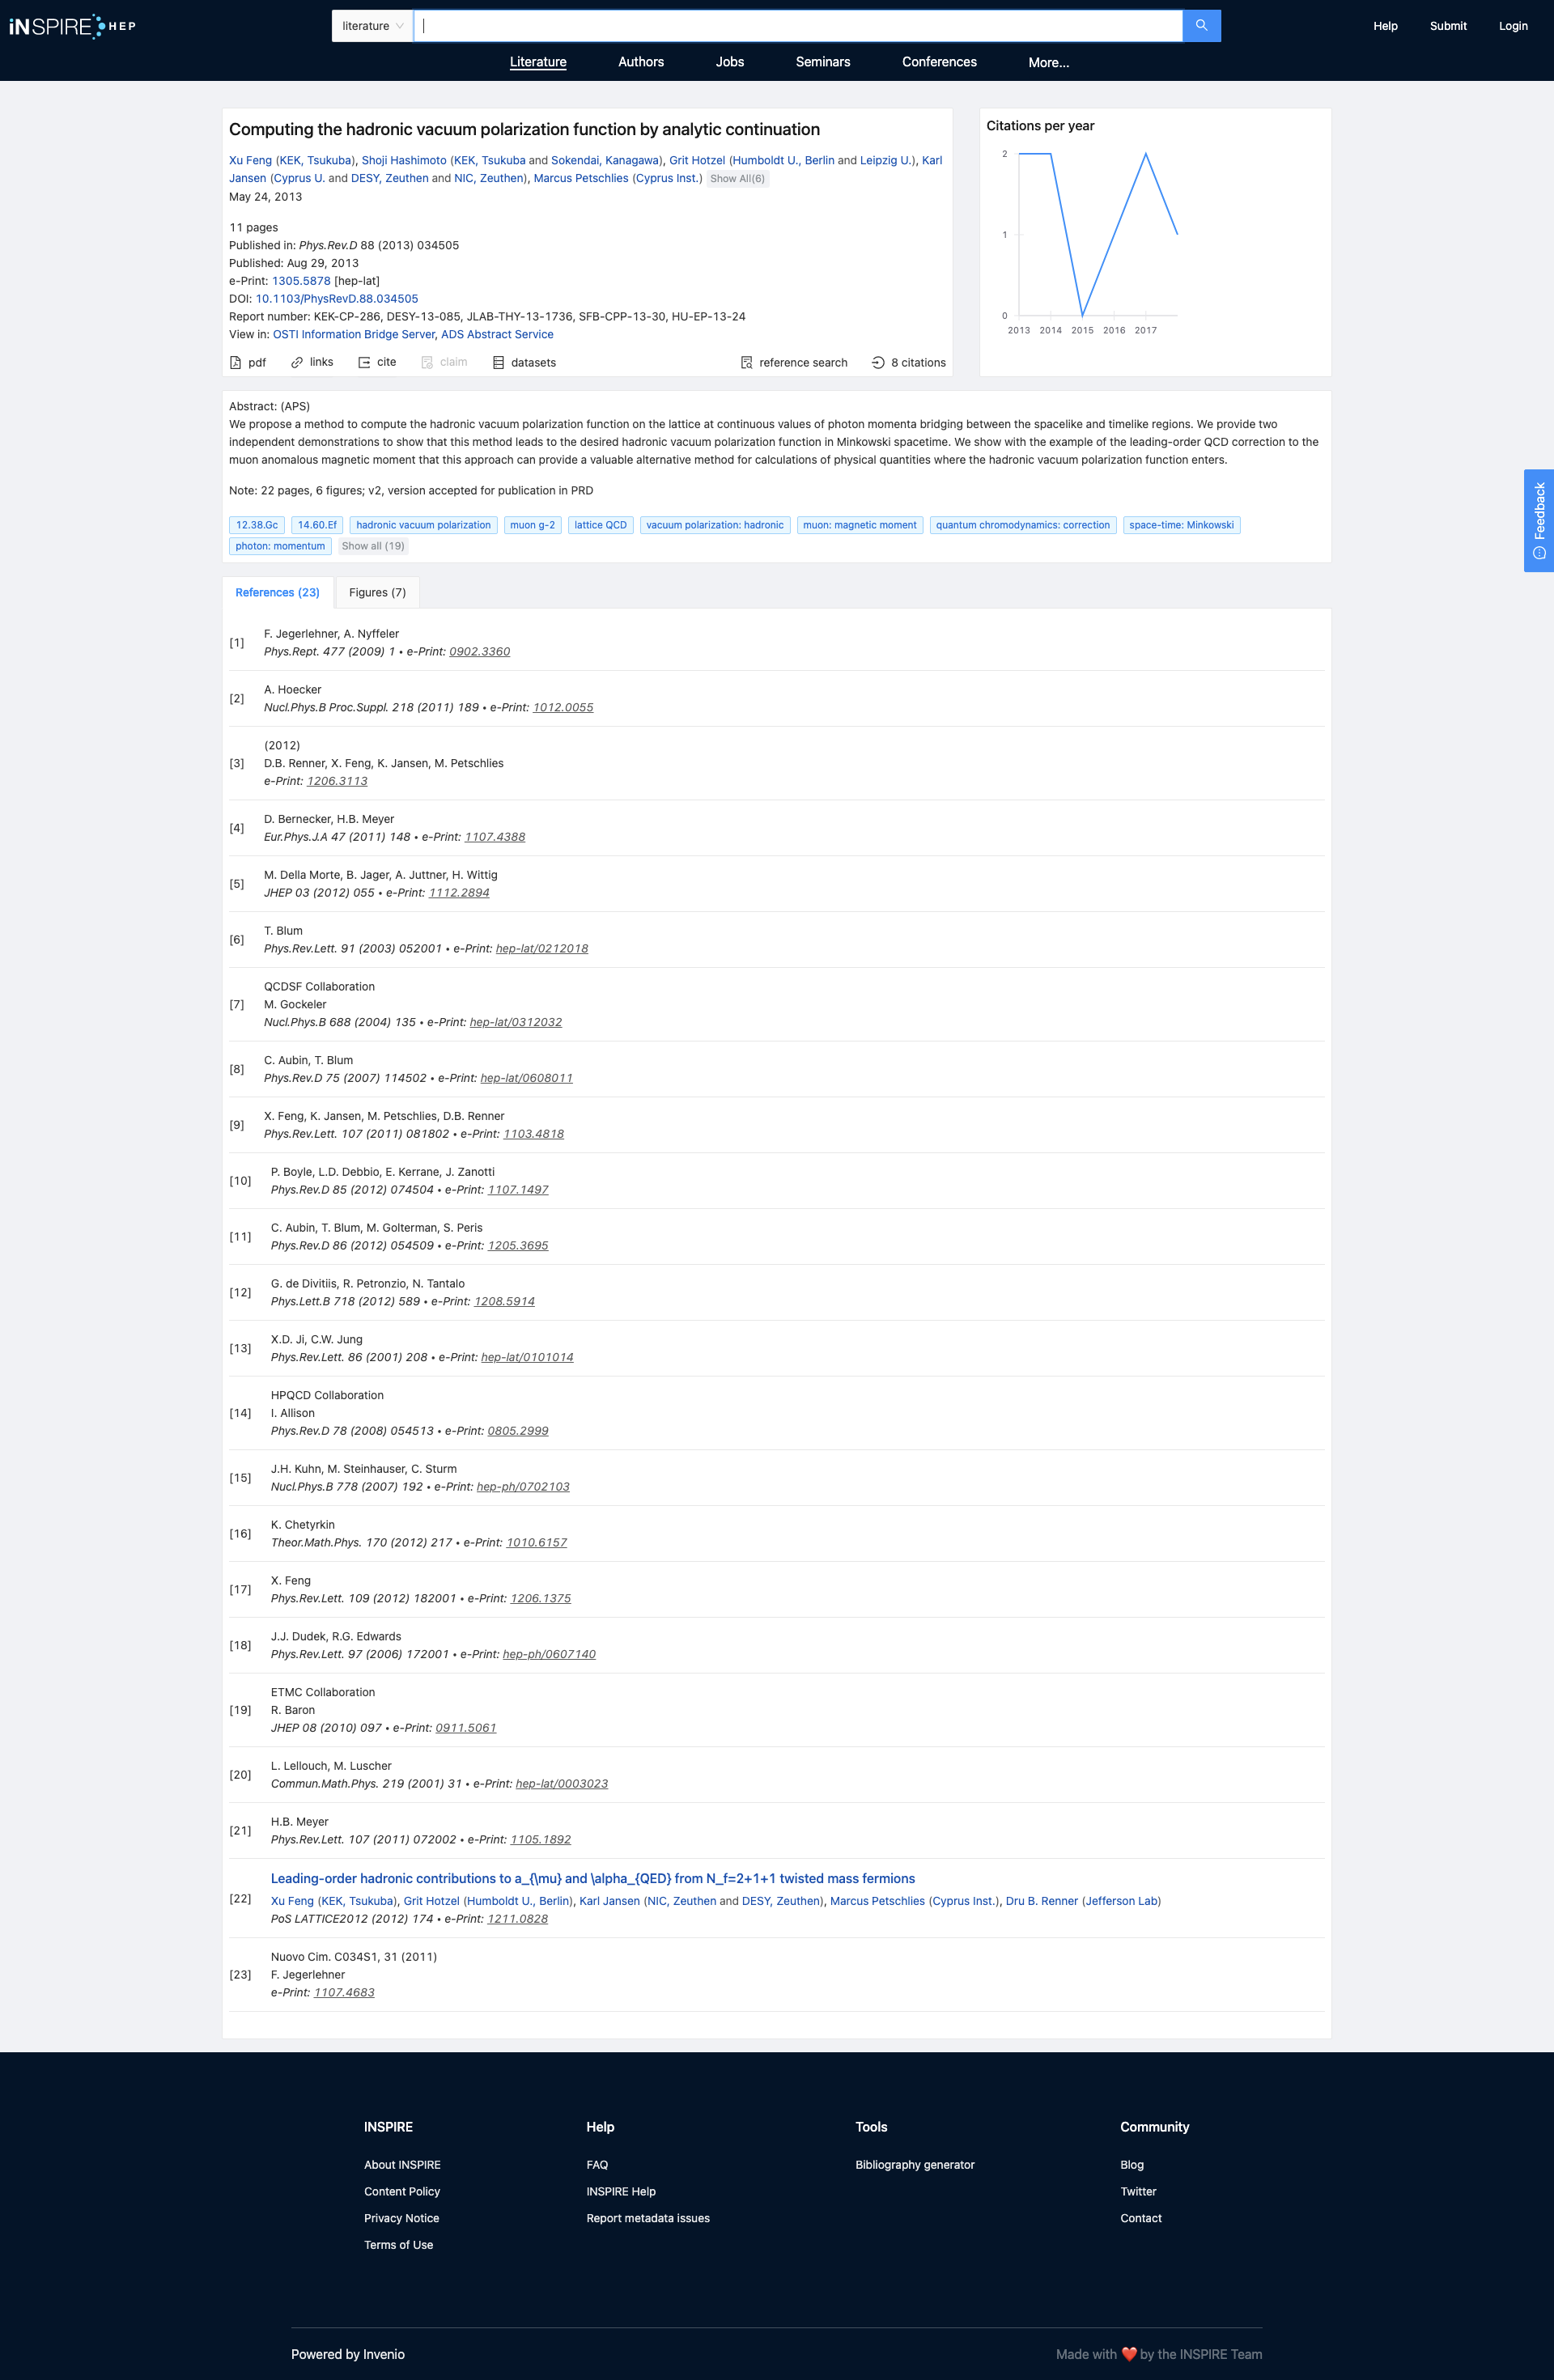 iNSPIRE HEP
literature
Help
Submit
Login
Literature
Authors
Jobs
Seminars
Conferences
More...
Computing the hadronic vacuum polarization function by analytic continuation
Xu Feng (KEK, Tsukuba), Shoji Hashimoto (KEK, Tsukuba and Sokendai, Kanagawa), Grit Hotzel (Humboldt U., Berlin and Leipzig U.), Karl
Jansen (Cyprus U. and DESY, Zeuthen and NIC, Zeuthen), Marcus Petschlies (Cyprus Inst.) Show All(6)
May 24, 2013
11 pages
Published in: Phys.Rev.D 88 (2013) 034505
Published: Aug 29, 2013
e-Print: 1305.5878 [hep-lat]
DOI: 10.1103/PhysRevD.88.034505
Report number: KEK-CP-286, DESY-13-085, JLAB-THY-13-1736, SFB-CPP-13-30, HU-EP-13-24
View in: OSTI Information Bridge Server, ADS Abstract Service
pdf
links
cite
claim
datasets
reference search
8 citations
Citations per year
2
1
0
2013 2014 2015 2016 2017
Abstract: (APS)
We propose a method to compute the hadronic vacuum polarization function on the lattice at continuous values of photon momenta bridging between the spacelike and timelike regions. We provide two
independent demonstrations to show that this method leads to the desired hadronic vacuum polarization function in Minkowski spacetime. We show with the example of the leading-order QCD correction to the
muon anomalous magnetic moment that this approach can provide a valuable alternative method for calculations of physical quantities where the hadronic vacuum polarization function enters.
Note: 22 pages, 6 figures; v2, version accepted for publication in PRD
12.38.Gc 14.60.Ef hadronic vacuum polarization muon g-2 lattice QCD vacuum polarization: hadronic muon: magnetic moment quantum chromodynamics: correction space-time: Minkowski
photon: momentum Show all (19)
Feedback
References (23)
Figures (7)
[1]
F. Jegerlehner, A. Nyffeler
Phys.Rept. 477 (2009) 1 • e-Print: 0902.3360
[2]
A. Hoecker
Nucl.Phys.B Proc.Suppl. 218 (2011) 189 • e-Print: 1012.0055
[3]
(2012)
D.B. Renner, X. Feng, K. Jansen, M. Petschlies
e-Print: 1206.3113
[4]
D. Bernecker, H.B. Meyer
Eur.Phys.J.A 47 (2011) 148 • e-Print: 1107.4388
[5]
M. Della Morte, B. Jager, A. Juttner, H. Wittig
JHEP 03 (2012) 055 • e-Print: 1112.2894
[6]
T. Blum
Phys.Rev.Lett. 91 (2003) 052001 • e-Print: hep-lat/0212018
[7]
QCDSF Collaboration
M. Gockeler
Nucl.Phys.B 688 (2004) 135 • e-Print: hep-lat/0312032
[8]
C. Aubin, T. Blum
Phys.Rev.D 75 (2007) 114502 • e-Print: hep-lat/0608011
[9]
X. Feng, K. Jansen, M. Petschlies, D.B. Renner
Phys.Rev.Lett. 107 (2011) 081802 • e-Print: 1103.4818
[10]
P. Boyle, L.D. Debbio, E. Kerrane, J. Zanotti
Phys.Rev.D 85 (2012) 074504 • e-Print: 1107.1497
[11]
C. Aubin, T. Blum, M. Golterman, S. Peris
Phys.Rev.D 86 (2012) 054509 • e-Print: 1205.3695
[12]
G. de Divitiis, R. Petronzio, N. Tantalo
Phys.Lett.B 718 (2012) 589 • e-Print: 1208.5914
[13]
X.D. Ji, C.W. Jung
Phys.Rev.Lett. 86 (2001) 208 • e-Print: hep-lat/0101014
[14]
HPQCD Collaboration
I. Allison
Phys.Rev.D 78 (2008) 054513 • e-Print: 0805.2999
[15]
J.H. Kuhn, M. Steinhauser, C. Sturm
Nucl.Phys.B 778 (2007) 192 • e-Print: hep-ph/0702103
[16]
K. Chetyrkin
Theor.Math.Phys. 170 (2012) 217 • e-Print: 1010.6157
[17]
X. Feng
Phys.Rev.Lett. 109 (2012) 182001 • e-Print: 1206.1375
[18]
J.J. Dudek, R.G. Edwards
Phys.Rev.Lett. 97 (2006) 172001 • e-Print: hep-ph/0607140
[19]
ETMC Collaboration
R. Baron
JHEP 08 (2010) 097 • e-Print: 0911.5061
[20]
L. Lellouch, M. Luscher
Commun.Math.Phys. 219 (2001) 31 • e-Print: hep-lat/0003023
[21]
H.B. Meyer
Phys.Rev.Lett. 107 (2011) 072002 • e-Print: 1105.1892
[22]
Leading-order hadronic contributions to a_{\mu} and \alpha_{QED} from N_f=2+1+1 twisted mass fermions
Xu Feng (KEK, Tsukuba), Grit Hotzel (Humboldt U., Berlin), Karl Jansen (NIC, Zeuthen and DESY, Zeuthen), Marcus Petschlies (Cyprus Inst.), Dru B. Renner (Jefferson Lab)
PoS LATTICE2012 (2012) 174 • e-Print: 1211.0828
[23]
Nuovo Cim. C034S1, 31 (2011)
F. Jegerlehner
e-Print: 1107.4683
INSPIRE
About INSPIRE
Content Policy
Privacy Notice
Terms of Use
Help
FAQ
INSPIRE Help
Report metadata issues
Tools
Bibliography generator
Community
Blog
Twitter
Contact
Powered by Invenio
Made with ❤️ by the INSPIRE Team